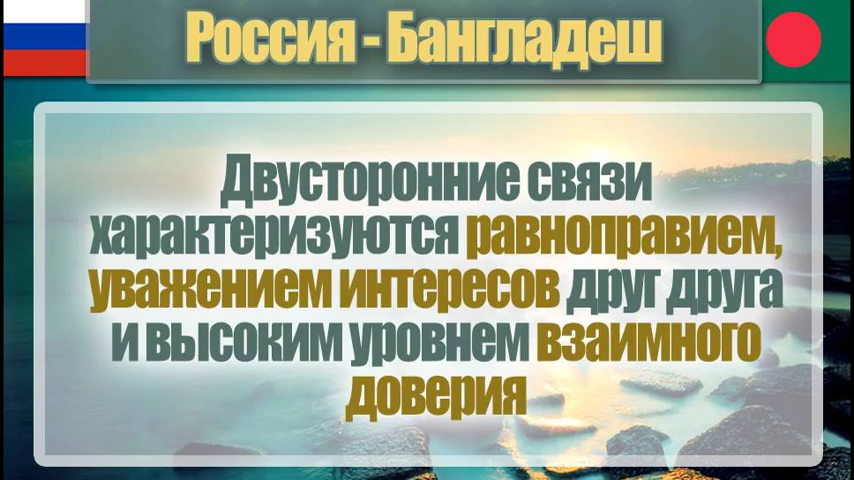 Россия - Бангладеш
Двусторонние связи
характеризуются равноправием,
уважением интересов друг друга
и высоким уровнем взаимного
доверия